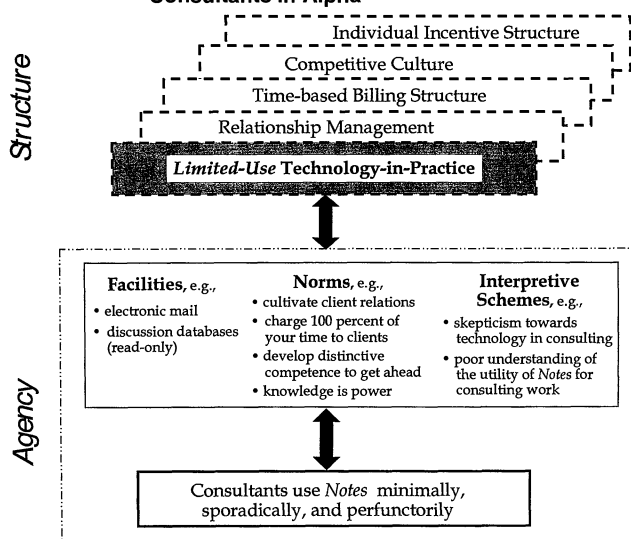 Consultants in Alpha
Structure
Individual Incentive Structure
Competitive Culture
Time-based Billing Structure
Relationship Management
Limited-Use Technology-in-Practice
Agency
Facilities, e.g.,
• electronic mail
• discussion databases
(read-only)
Norms, e.g.,
• cultivate client relations
• charge 100 percent of
your time to clients
• develop distinctive
competence to get ahead
• knowledge is power
Interpretive
Schemes, e.g.,
• skepticism towards
technology in consulting
• poor understanding of
the utility of Notes for
consulting work
Consultants use Notes minimally,
sporadically, and perfunctorily